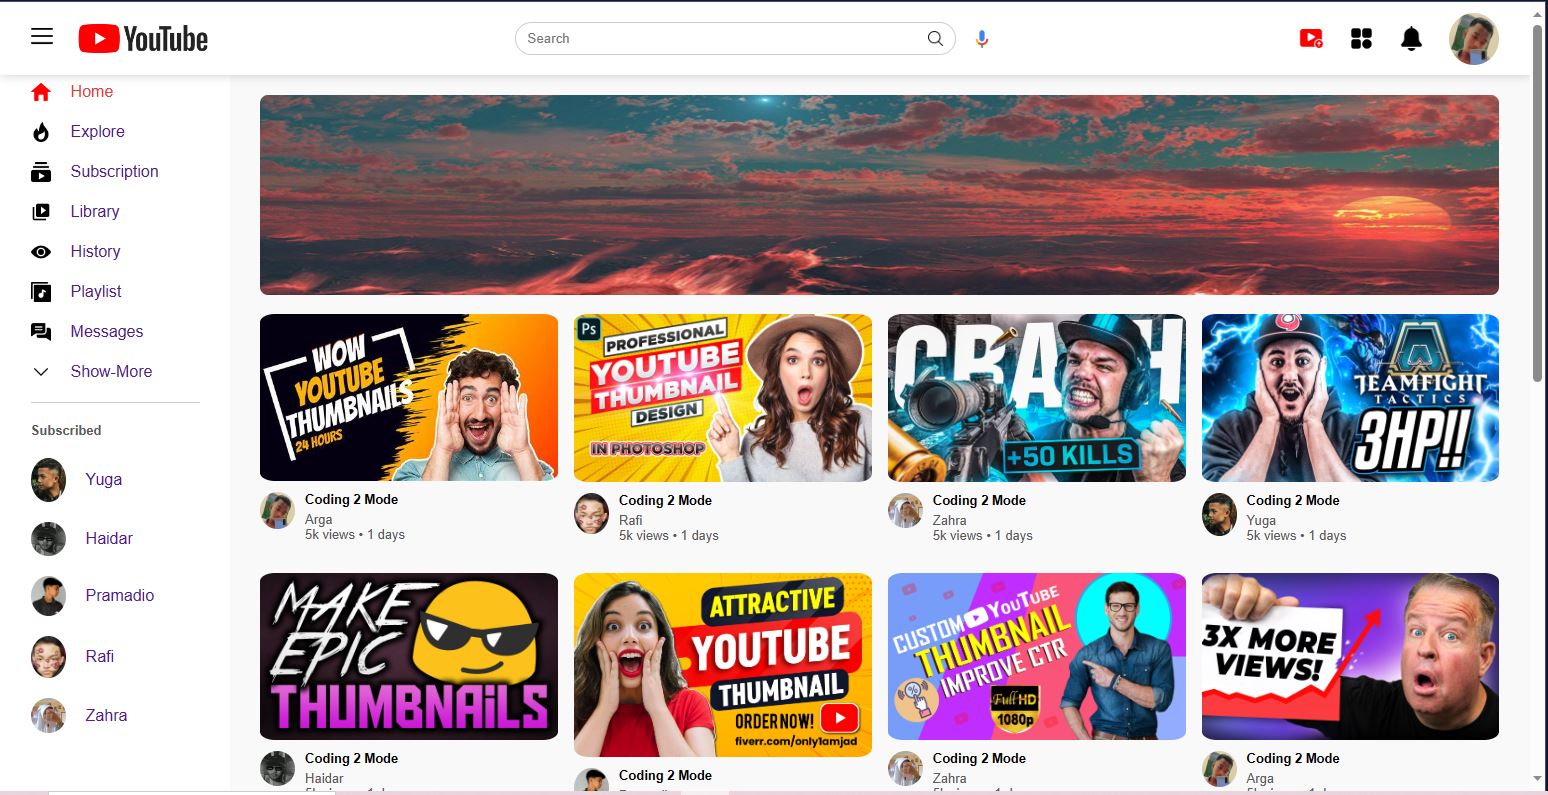 YouTube
Search
Home
Explore
Subscription
Library
History
Playlist
Messages
Show-More
Subscribed
Yuga
Haidar
Pramadio
Rafi
Zahra
WOW
YOUTUBE
THUMBNAILS
24 HOURS
Coding 2 Mode
Arga
5k views • 1 days
Ps
PROFESSIONAL
YOUTUBE
THUMBNAIL
DESIGN
IN PHOTOSHOP
Coding 2 Mode
Rafi
5k views • 1 days
CRASH
+50 KILLS
Coding 2 Mode
Zahra
5k views • 1 days
TEAMFIGHT
TACTICS
3HP!!
Coding 2 Mode
Yuga
5k views • 1 days
MAKE
EPIC
THUMBNAiLS
Coding 2 Mode
Haidar
ATTRACTIVE
YOUTUBE
THUMBNAIL
ORDER NOW!
fiverr.com/only1amjad
Coding 2 Mode
CUSTOM YOUTUBE
THUMBNAIL
IMPROVE CTR
Full HD
1080p
Coding 2 Mode
Zahra
3X MORE
VIEWS!
Coding 2 Mode
Arga